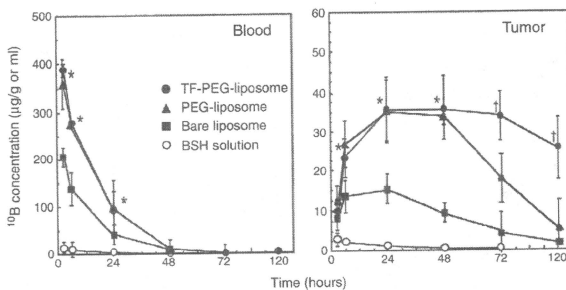 Blood
Tumor
500
400
300
200
100
0
¹⁰B concentration (µg/g or ml)
TF-PEG-liposome
PEG-liposome
Bare liposome
BSH solution
*
*
*
0 24 48 72 96 120
60
50
40
30
20
10
0
*
*
*
†
†
0 24 48 72 100
Time (hours)